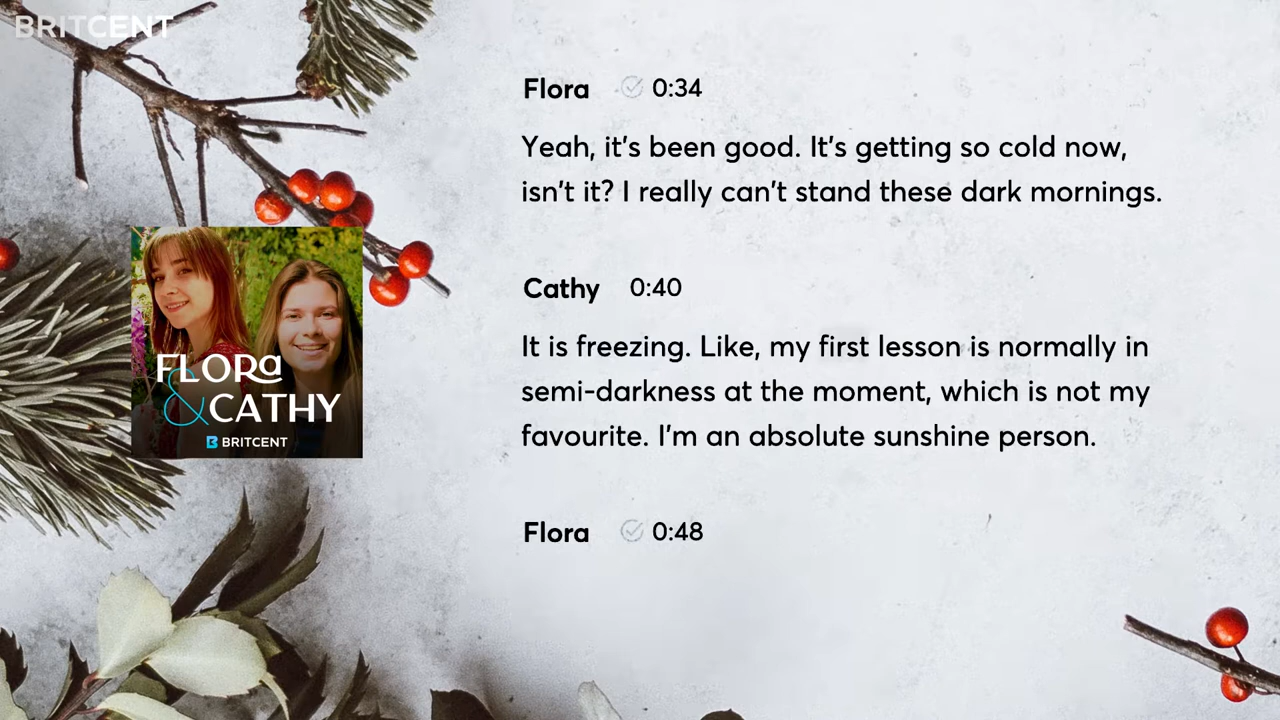 BRITCENT
Flora 0:34
Yeah, it's been good. It's getting so cold now,
isn't it? I really can't stand these dark mornings.
Cathy 0:40
It is freezing. Like, my first lesson is normally in
semi-darkness at the moment, which is not my
favourite. I'm an absolute sunshine person.
Flora 0:48
FLORa
& CATHY
BRITCENT